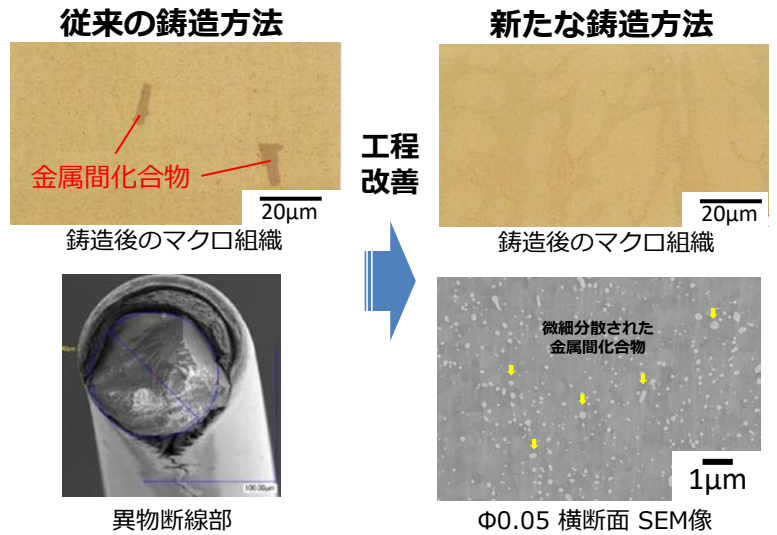 従来の鋳造方法
新たな鋳造方法
金属間化合物
20μm
鋳造後のマクロ組織
工程
改善
20μm
鋳造後のマクロ組織
100.00μm
異物断線部
微細分散された
金属間化合物
1μm
Φ0.05 横断面 SEM像